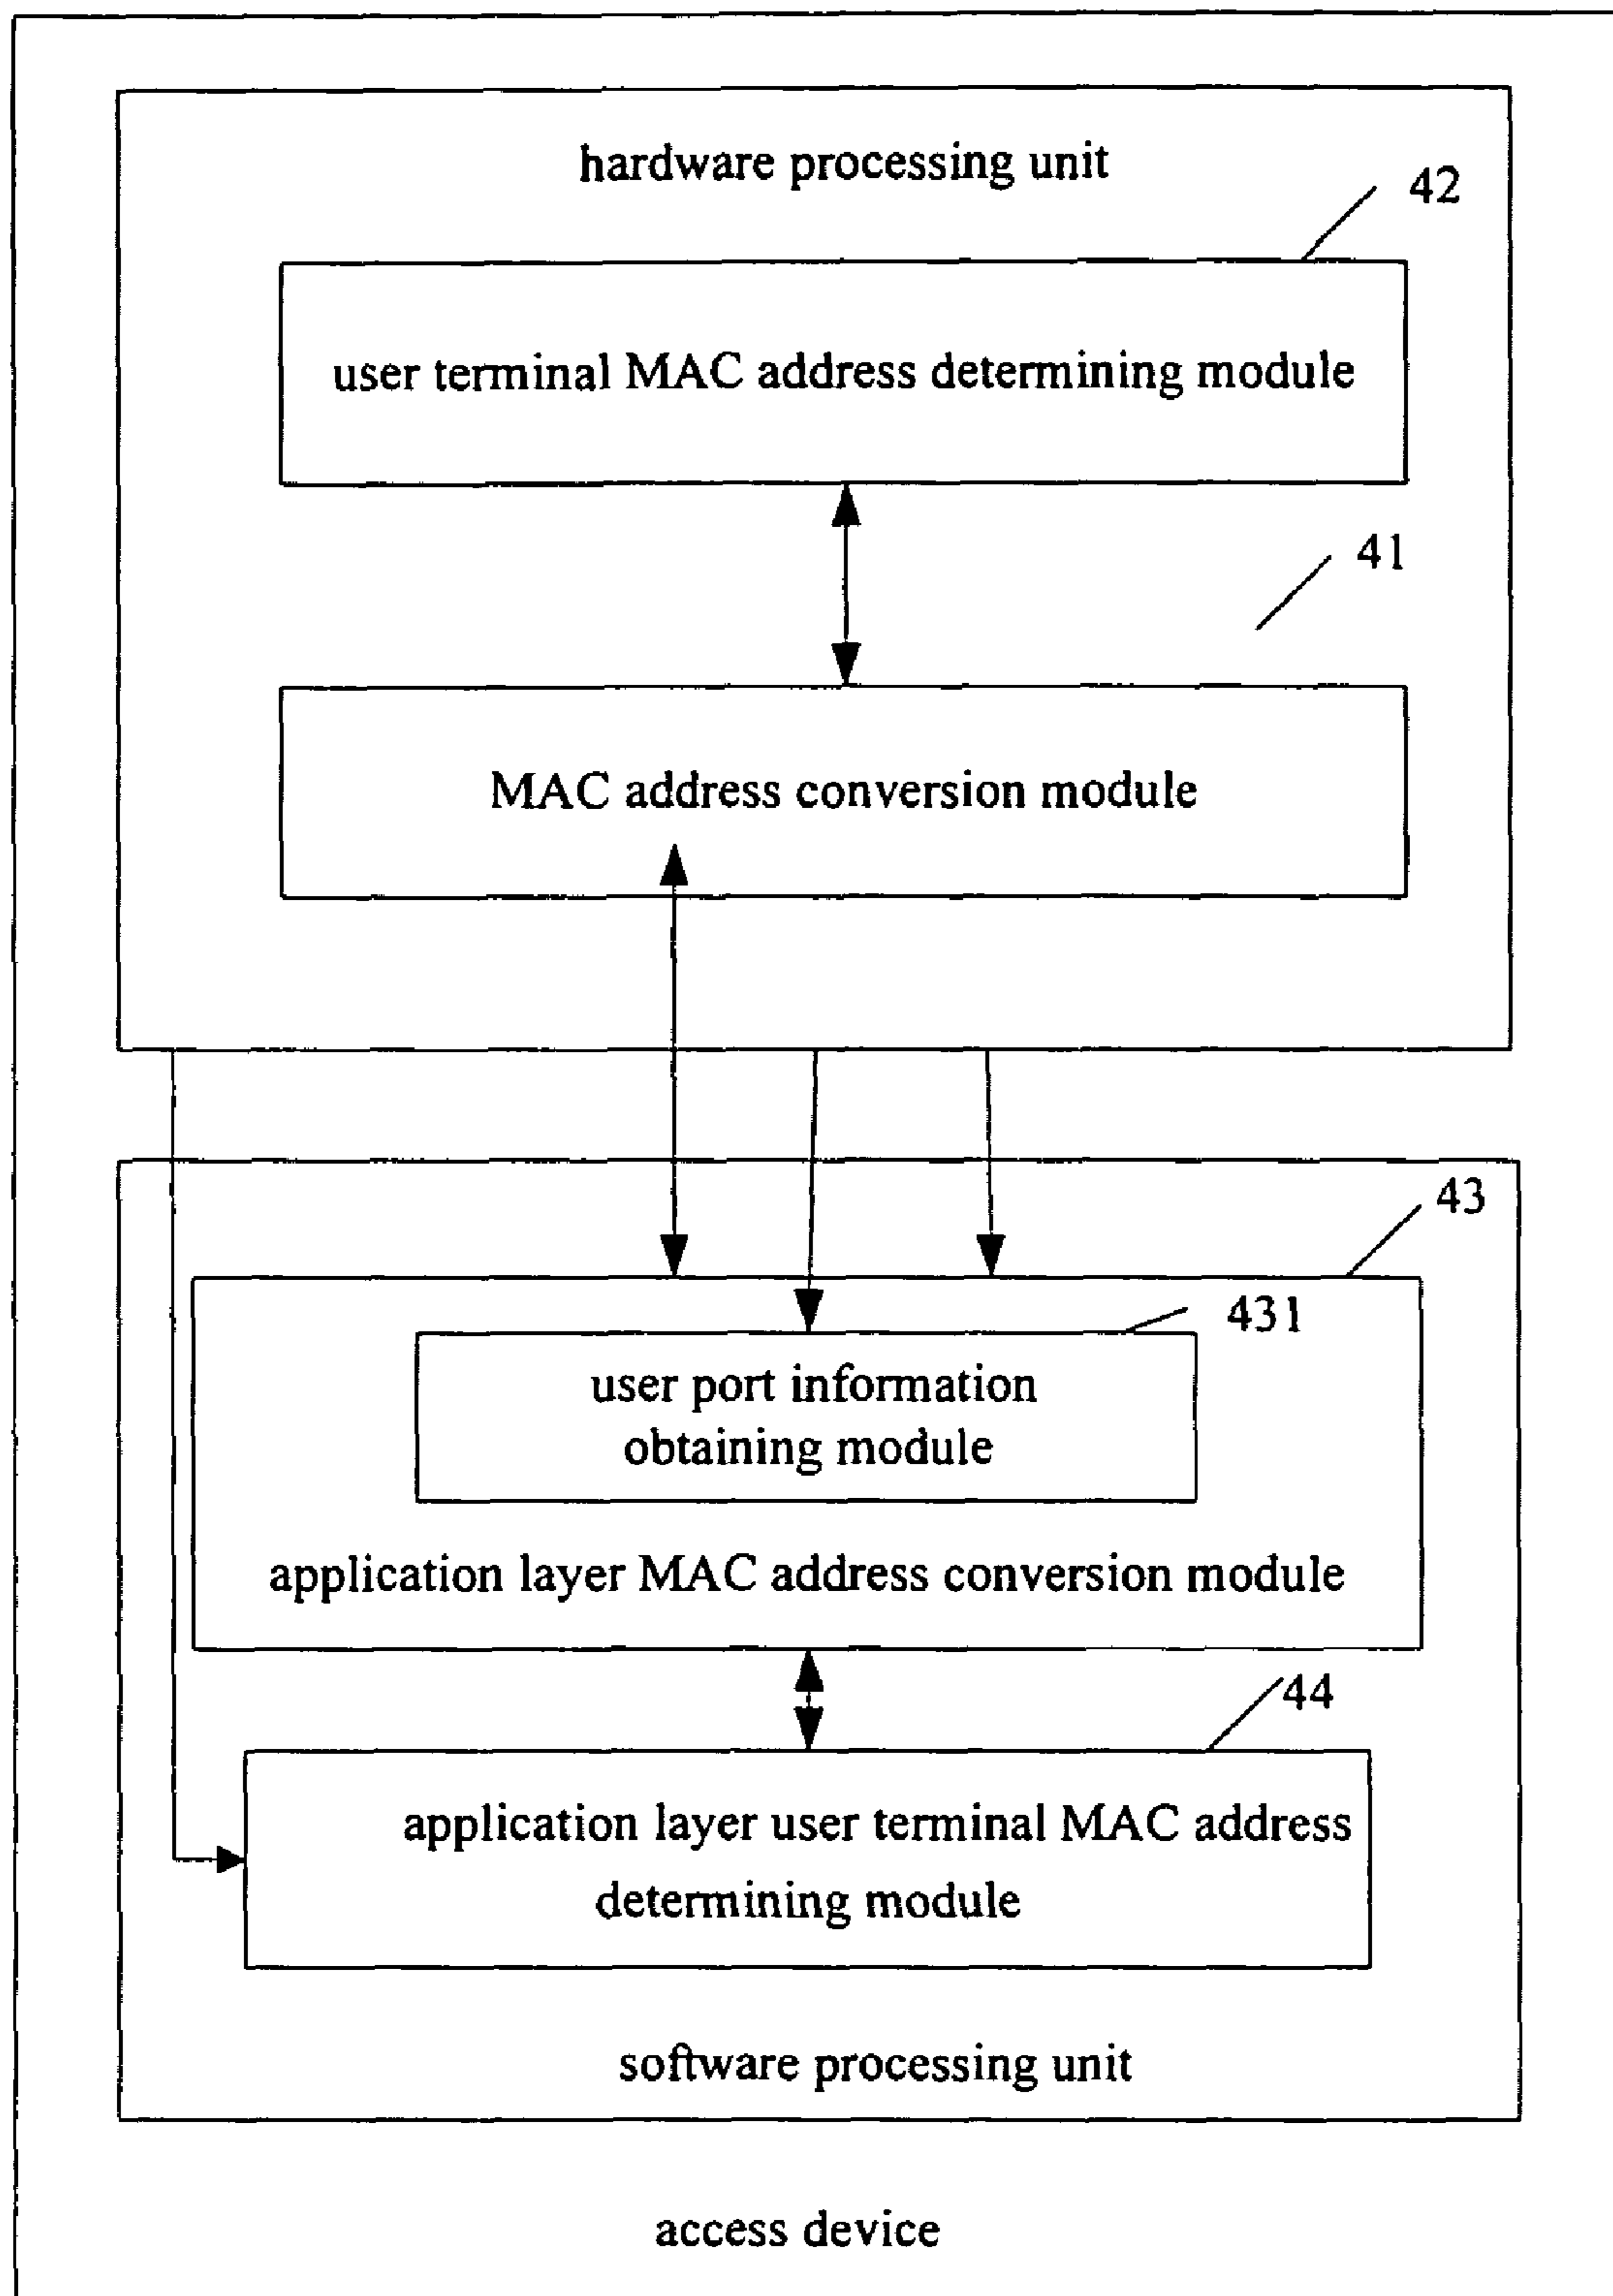 hardware processing unit
42
user terminal MAC address determining module
41
MAC address conversion module
43
431
user port information
obtaining module
application layer MAC address conversion module
44
application layer user terminal MAC address
determining module
software processing unit
access device